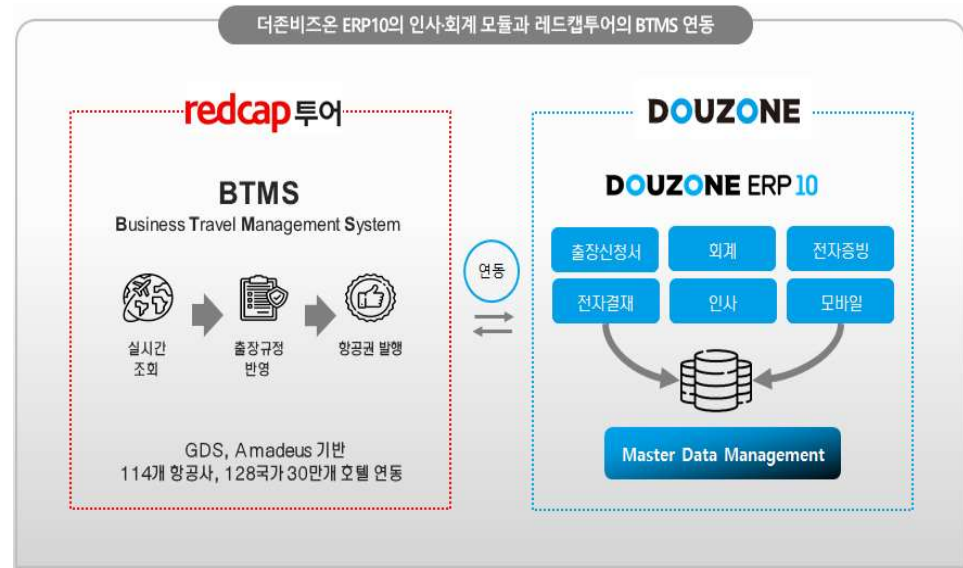 더존비즈온 ERP10의 인사·회계 모듈과 레드캡투어의 BTMS 연동
redcap투어
BTMS
Business Travel Management System
실시간
조회
출장규정
반영
항공권 발행
GDS, Amadeus 기반
114개 항공사, 128국가 30만개 호텔 연동
연동
DOUZONE
DOUZONE ERP 10
출장신청서
회계
전자증빙
전자결재
인사
모바일
Master Data Management